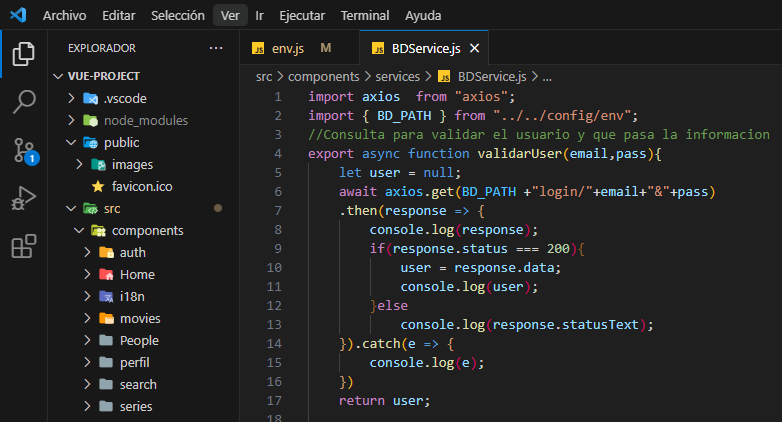 Archivo Editar Selección Ver Ir Ejecutar Terminal Ayuda
EXPLORADOR ...
VUE-PROJECT
.vscode
node_modules
public
images
favicon.ico
src
components
auth
Home
i18n
movies
People
perfil
search
series
1
JS env.js M JS BDService.js
src > components > services > JS BDService.js > ...
1 import axios  from "axios";
2 import { BD_PATH } from "../../config/env";
3 //Consulta para validar el usuario y que pasa la informacion
4 export async function validarUser(email,pass){
5     let user = null;
6     await axios.get(BD_PATH +"login/"+email+"&"+pass)
7     .then(response => {
8         console.log(response);
9         if(response.status === 200){
10             user = response.data;
11             console.log(user);
12         }else
13             console.log(response.statusText);
14     }).catch(e => {
15         console.log(e);
16     })
17     return user;
18